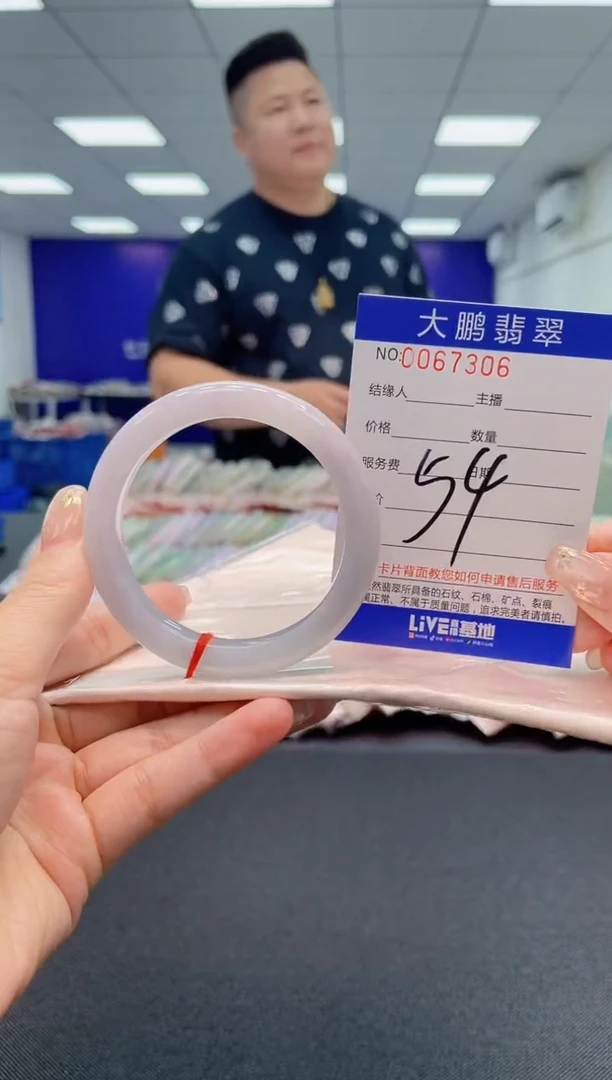 大鹏翡翠
NO:0067306
结缘人 主播
价格 数量
服务费 日期
价
54
卡片背面教您如何申请售后服务
然翡翠所具备的石纹、石棉、矿点、裂痕
属正常、不属于质量问题，追求完美者请慎拍。
LiVE 基地